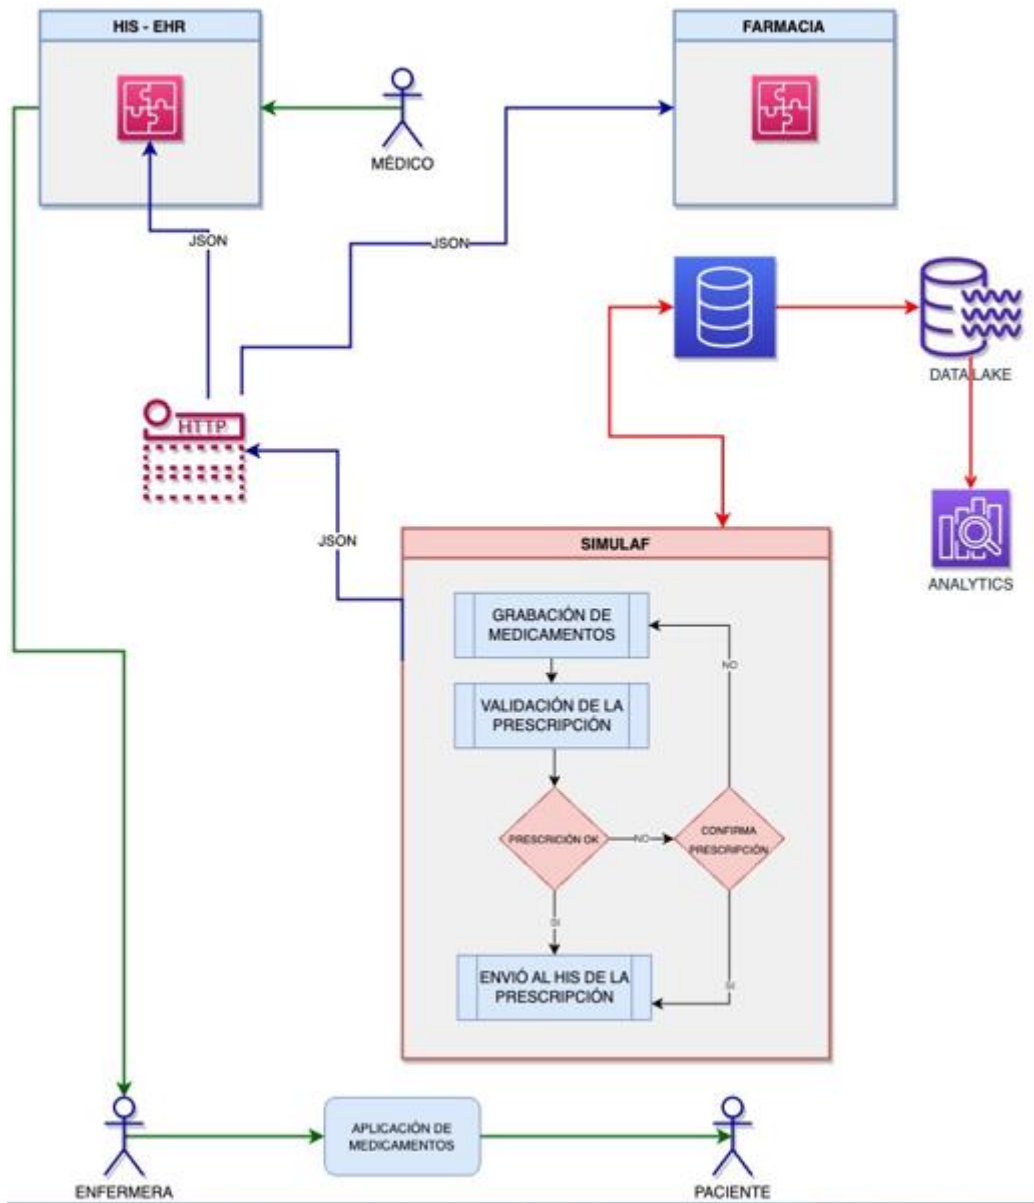 HIS - EHR
FARMACIA
MÉDICO
JSON
JSON
DATA LAKE
HTTP
JSON
SIMULAF
ANALYTICS
GRABACIÓN DE
MEDICAMENTOS
NO
VALIDACIÓN DE LA
PRESCRIPCIÓN
PRESCRICIÓN OK
NO
CONFIRMA
PRESCRIPCIÓN
SI
ENVIÓ AL HIS DE LA
PRESCRIPCIÓN
SI
APLICACIÓN DE
MEDICAMENTOS
ENFERMERA
PACIENTE